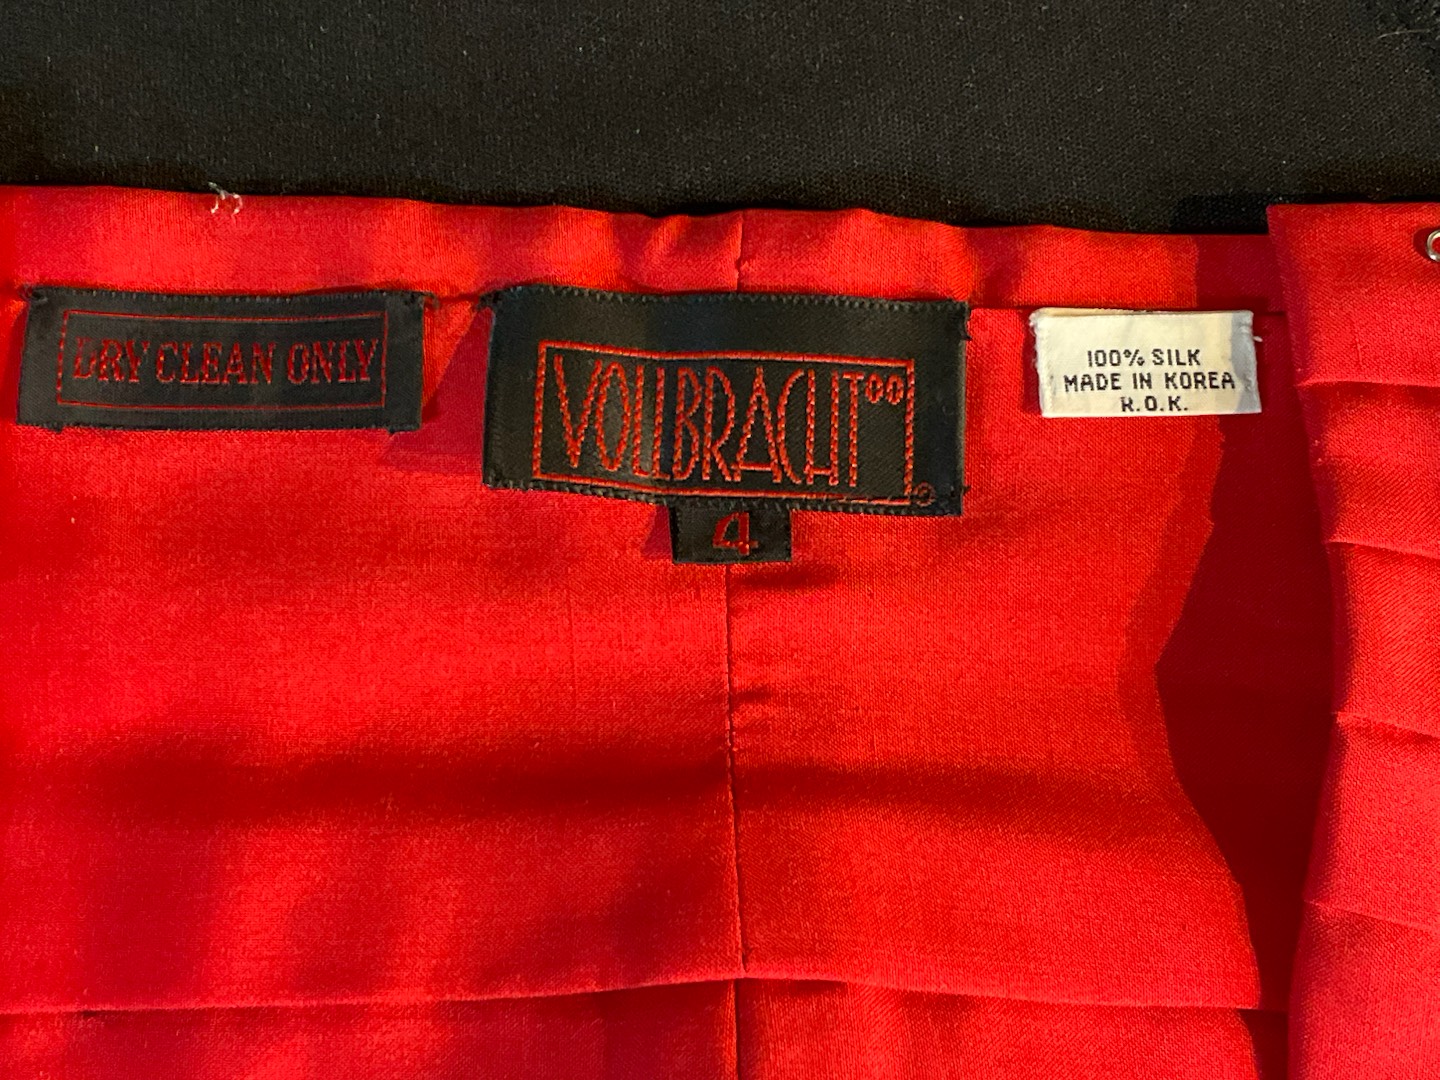 DRY CLEAN ONLY
VOLLBRACHT°°®
4
100% SILK
MADE IN KOREA
R.O.K.